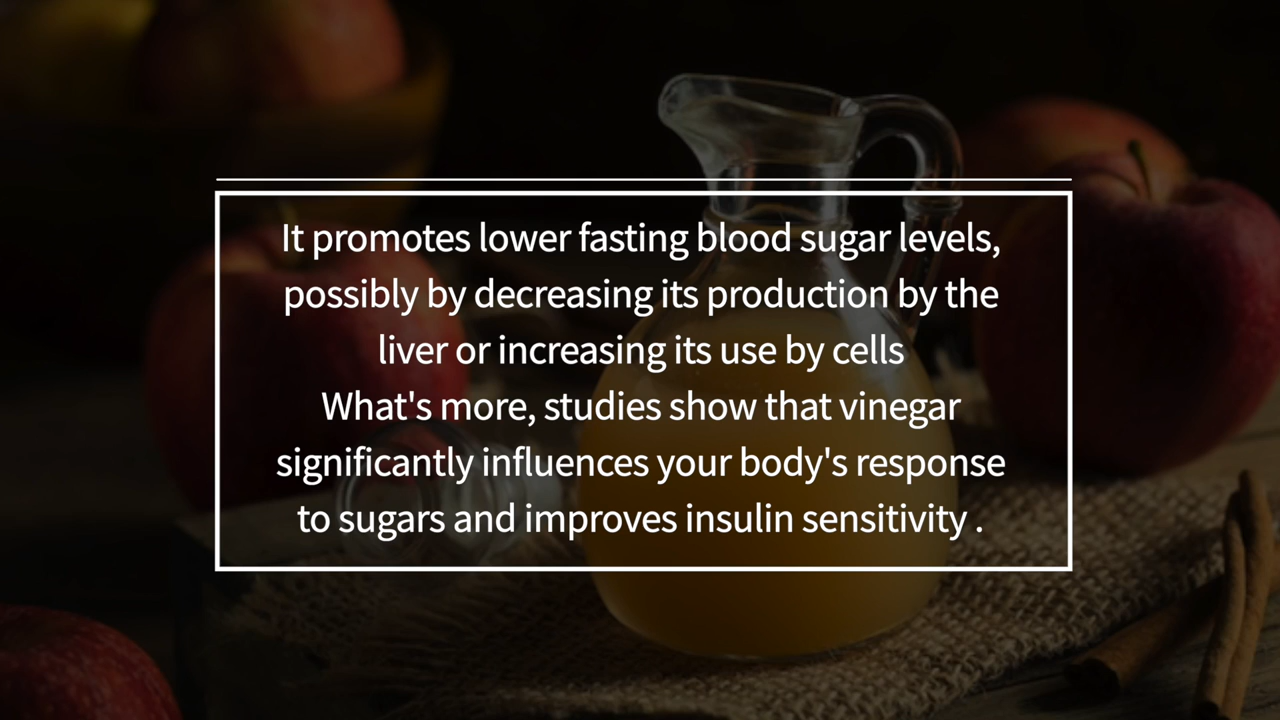 It promotes lower fasting blood sugar levels,
possibly by decreasing its production by the
liver or increasing its use by cells
What's more, studies show that vinegar
significantly influences your body's response
to sugars and improves insulin sensitivity .